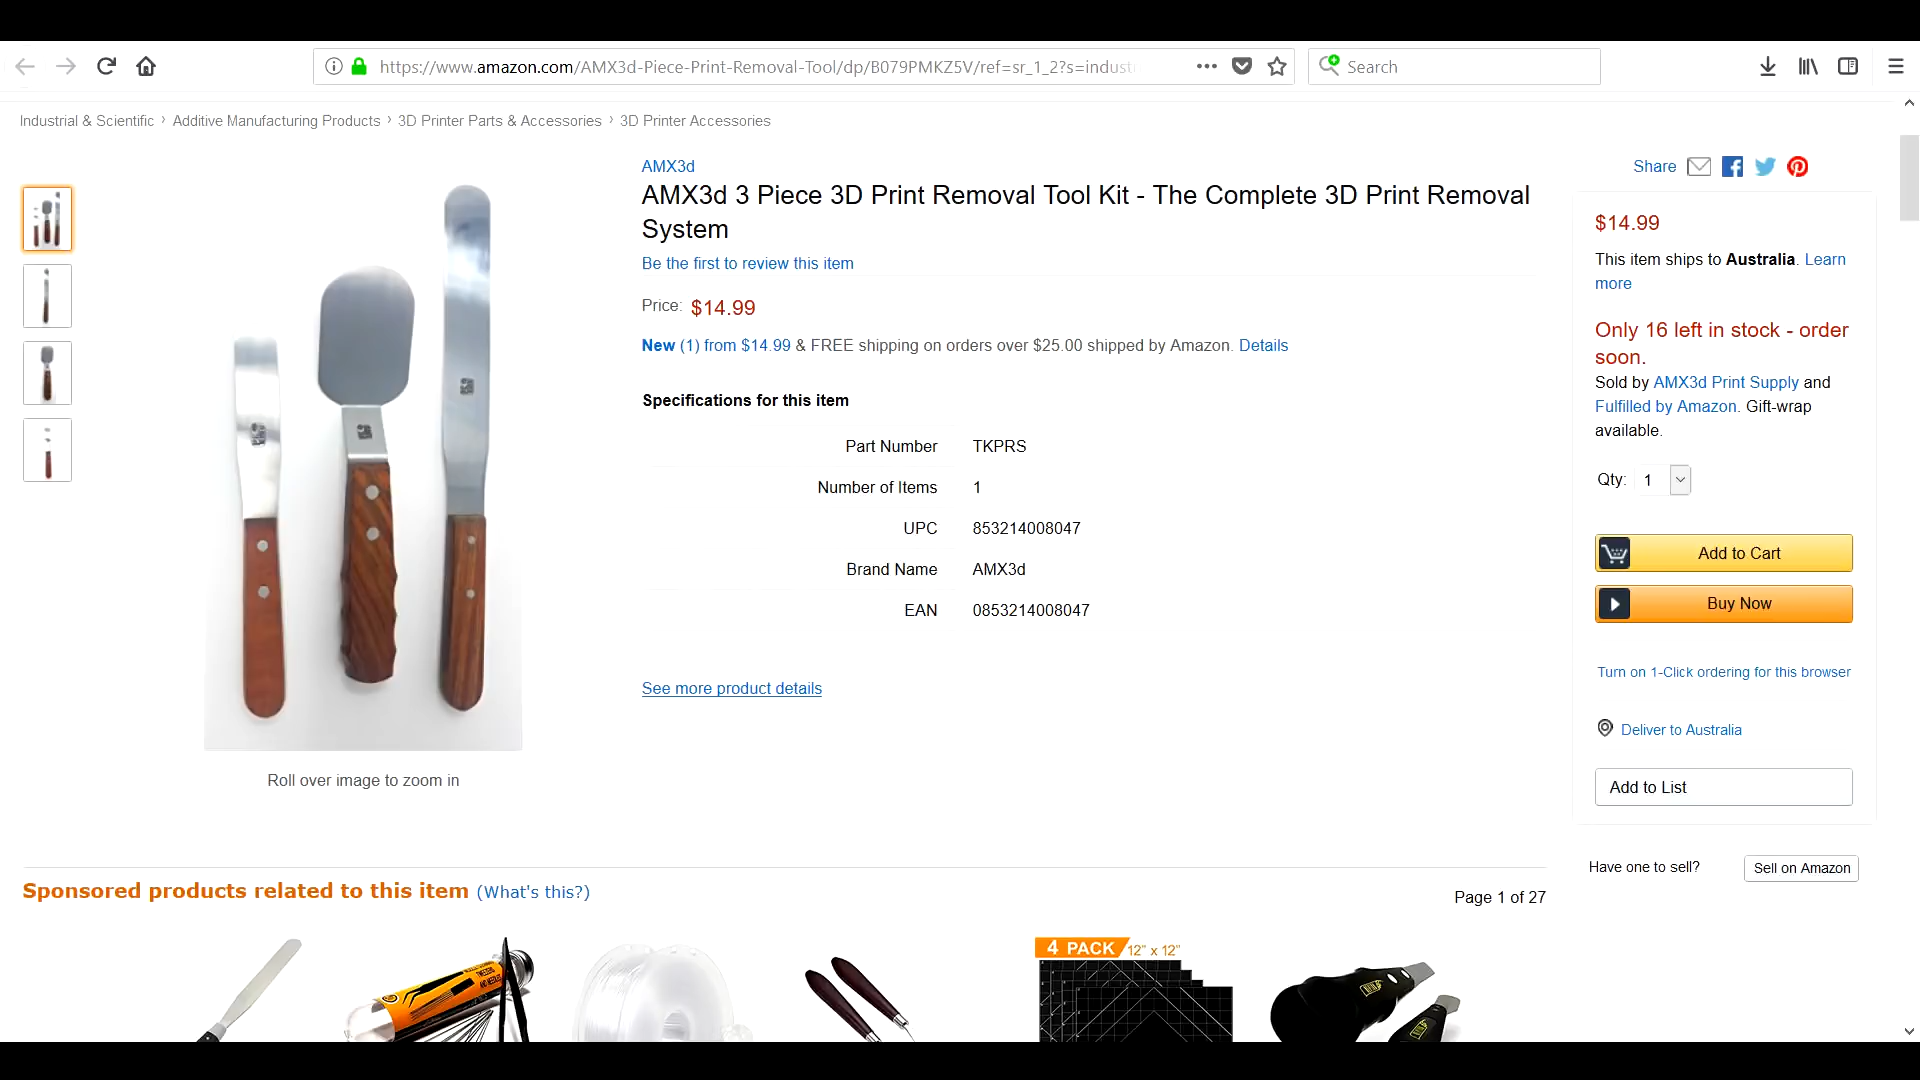 https://www.amazon.com/AMX3d-Piece-Print-Removal-Tool/dp/B079PMKZ5V/ref=sr_1_2?s=indust
Search
Industrial & Scientific › Additive Manufacturing Products › 3D Printer Parts & Accessories › 3D Printer Accessories
AMX3d
AMX3d 3 Piece 3D Print Removal Tool Kit - The Complete 3D Print Removal
System
Be the first to review this item
Price: $14.99
New (1) from $14.99 & FREE shipping on orders over $25.00 shipped by Amazon. Details
Specifications for this item
Part Number TKPRS
Number of Items 1
UPC 853214008047
Brand Name AMX3d
EAN 0853214008047
See more product details
Roll over image to zoom in
Share
$14.99
This item ships to Australia. Learn
more
Only 16 left in stock - order
soon.
Sold by AMX3d Print Supply and
Fulfilled by Amazon. Gift-wrap
available.
Qty: 1
Add to Cart
Buy Now
Turn on 1-Click ordering for this browser
Deliver to Australia
Add to List
Have one to sell? Sell on Amazon
Sponsored products related to this item (What's this?)
Page 1 of 27
TWEEZERS
AND NEEDLES
4 PACK 12" x 12"